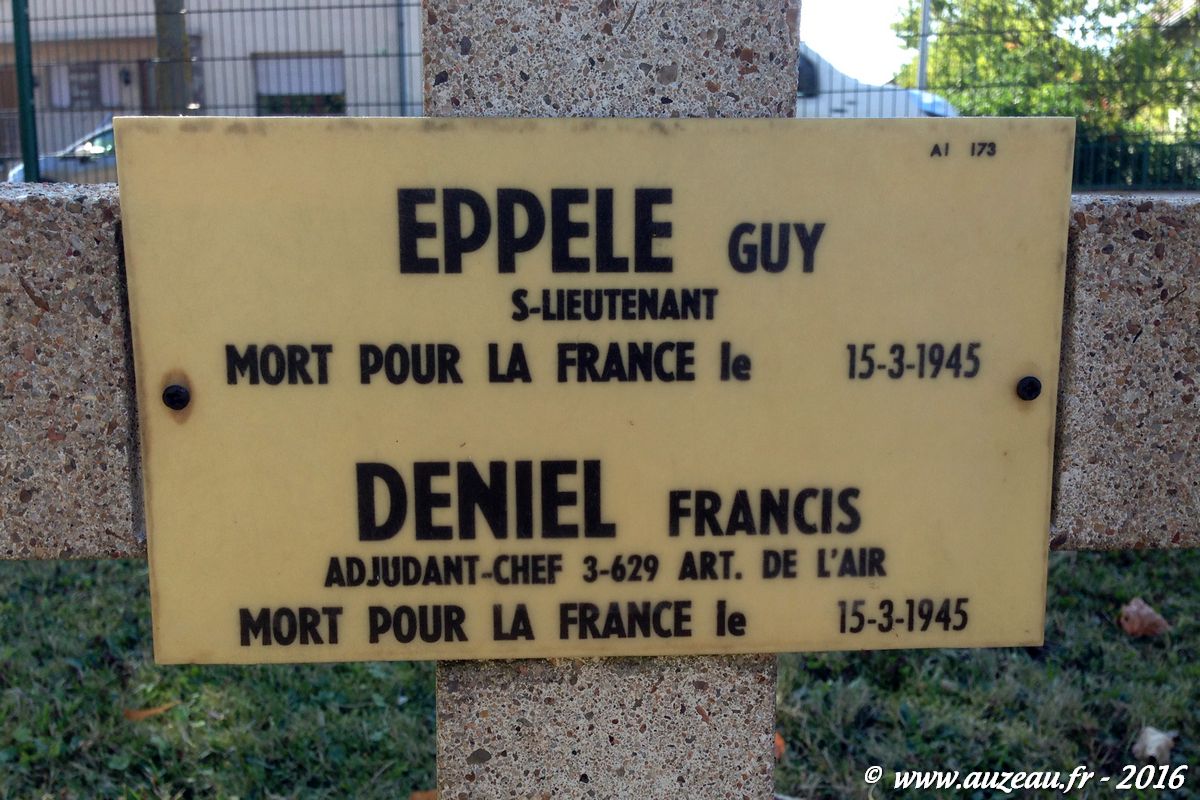 A1 173
EPPELE GUY
S-LIEUTENANT
MORT POUR LA FRANCE le 15-3-1945
DENIEL FRANCIS
ADJUDANT-CHEF 3-629 ART. DE L'AIR
MORT POUR LA FRANCE le 15-3-1945
© www.auzeau.fr - 2016